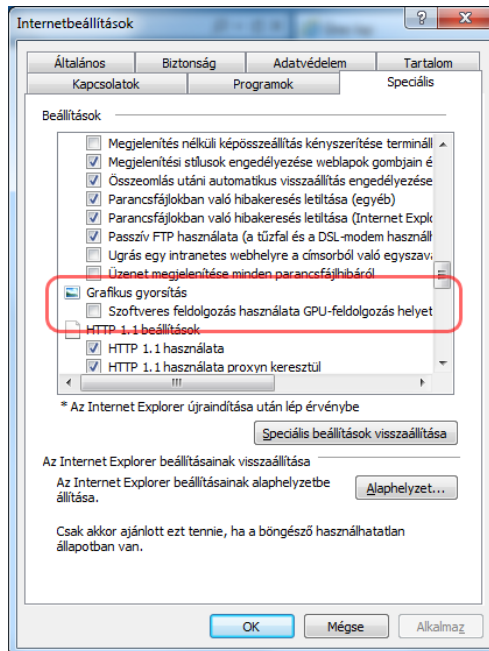 Internetbeállítások
Általános Biztonság Adatvédelem Tartalom
Kapcsolatok Programok Speciális
Beállítások
Megjelenítés nélküli képösszeállítás kényszerítése terminál
Megjelenítési stílusok engedélyezése weblapok gombjain é
Összeomlás utáni automatikus visszaállítás engedélyezése
Parancsfájlokban való hibakeresés letiltása (egyéb)
Parancsfájlokban való hibakeresés letiltása (Internet Explo
Passzív FTP használata (a tűzfal és a DSL-modem használh
Ugrás egy intranetes webhelyre a címsorból való egyszav
Üzenet megjelenítése minden parancsfájlhibáról
Grafikus gyorsítás
Szoftveres feldolgozás használata GPU-feldolgozás helyet
HTTP 1.1 beállítások
HTTP 1.1 használata
HTTP 1.1 használata proxyn keresztül
* Az Internet Explorer újraindítása után lép érvénybe
Speciális beállítások visszaállítása
Az Internet Explorer beállításainak visszaállítása
Az Internet Explorer beállításainak alaphelyzetbe
állítása.
Alaphelyzet...
Csak akkor ajánlott ezt tennie, ha a böngésző használhatatlan
állapotban van.
OK Mégse Alkalmaz